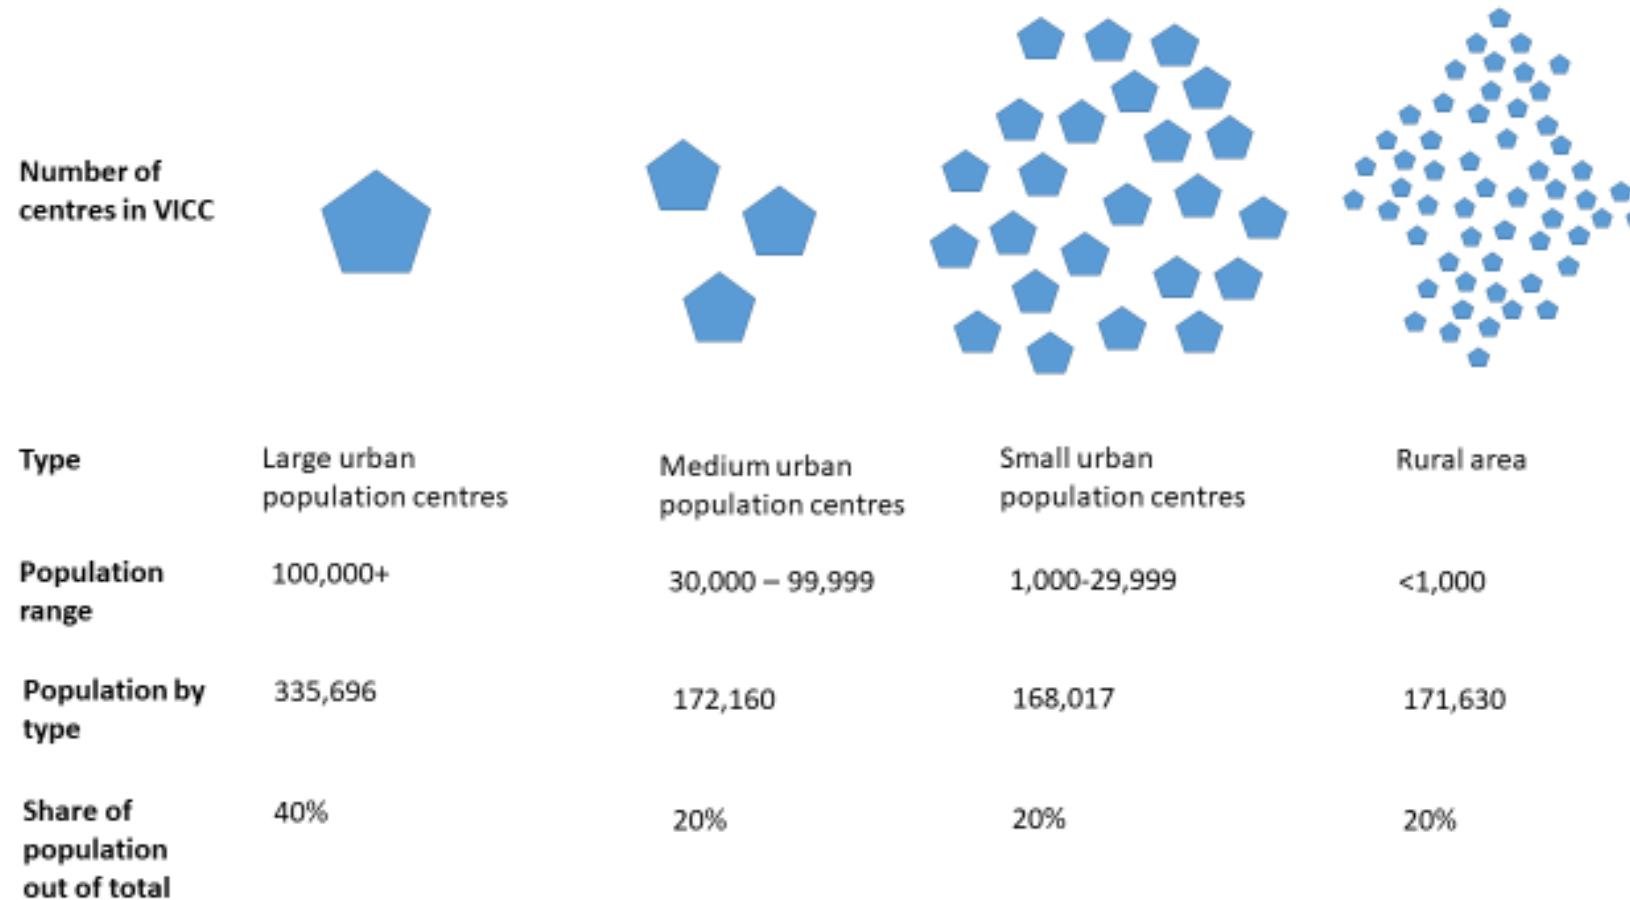 Number of
centres in VICC
Type
Large urban
population centres
Medium urban
population centres
Small urban
population centres
Rural area
Population
range
100,000+
30,000 – 99,999
1,000-29,999
<1,000
Population by
type
335,696
172,160
168,017
171,630
Share of
population
out of total
40%
20%
20%
20%